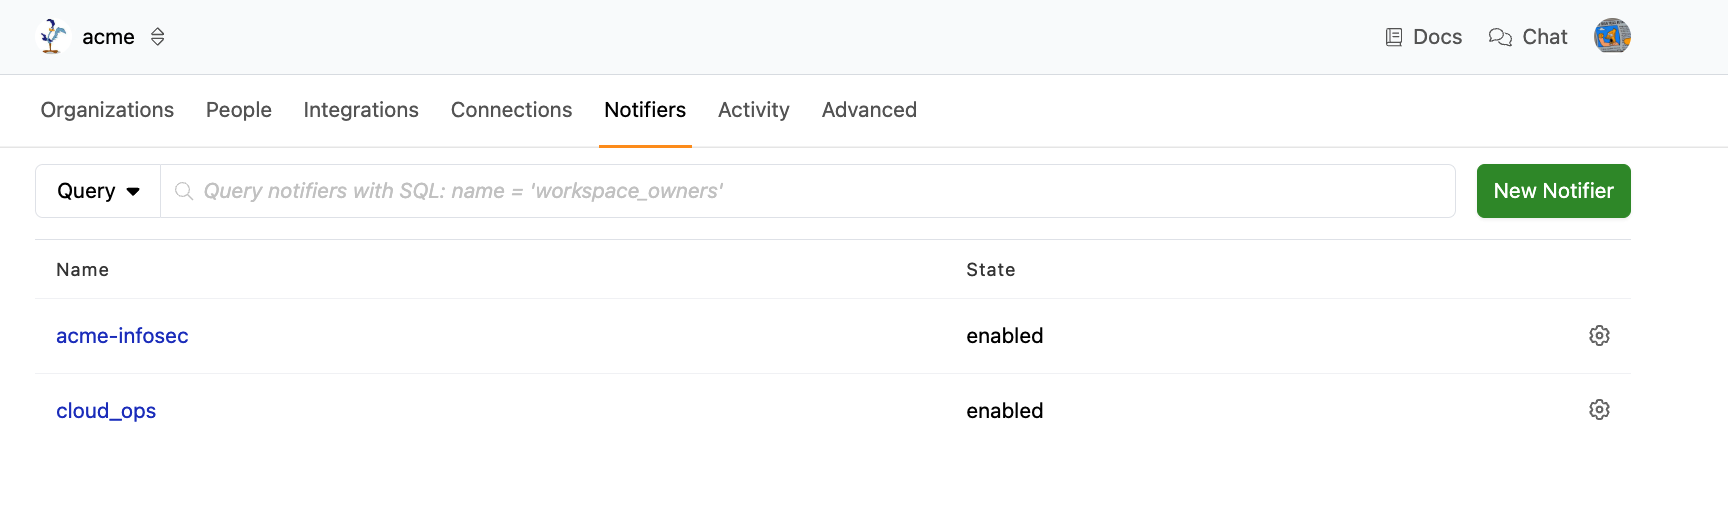 acme
Docs
Chat
Organizations People Integrations Connections Notifiers Activity Advanced
Query
Query notifiers with SQL: name = 'workspace_owners'
New Notifier
Name State
acme-infosec enabled
cloud_ops enabled